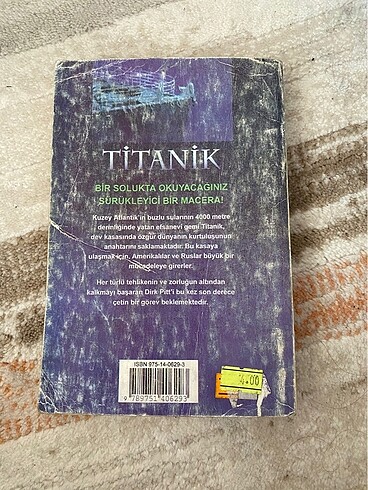 TİTANİK
BİR SOLUKTA OKUYACAĞINIZ
SÜRÜKLEYİCİ BİR MACERA!
Kuzey Atlantik'in buzlu sularının 4000 metre
derinliğinde yatan efsanevi gemi Titanik,
dev kasasında özgür dünyanın kurtuluşunun
anahtarını saklamaktadır. Bu kasaya
ulaşmak için, Amerikalılar ve Ruslar büyük bir
mücadeleye girerler.
Her türlü tehlikenin ve zorluğun altından
kalkmayı başaran Dirk Pitt'i bu kez son derece
çetin bir görev beklemektedir.
ISBN 975-14-0629-3
9 789751 406293